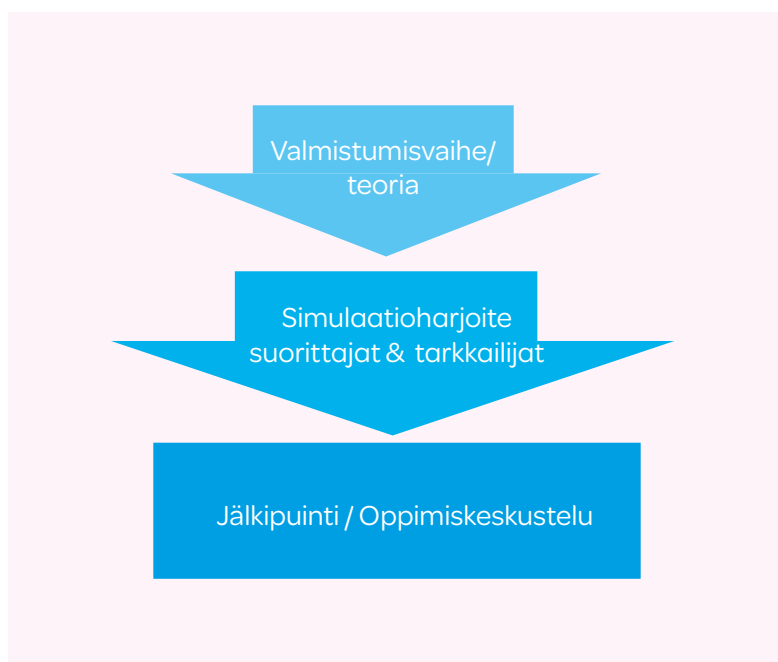 Valmistumisvaihe/
teoria
Simulaatioharjoite
suorittajat & tarkkailijat
Jälkipuinti / Oppimiskeskustelu